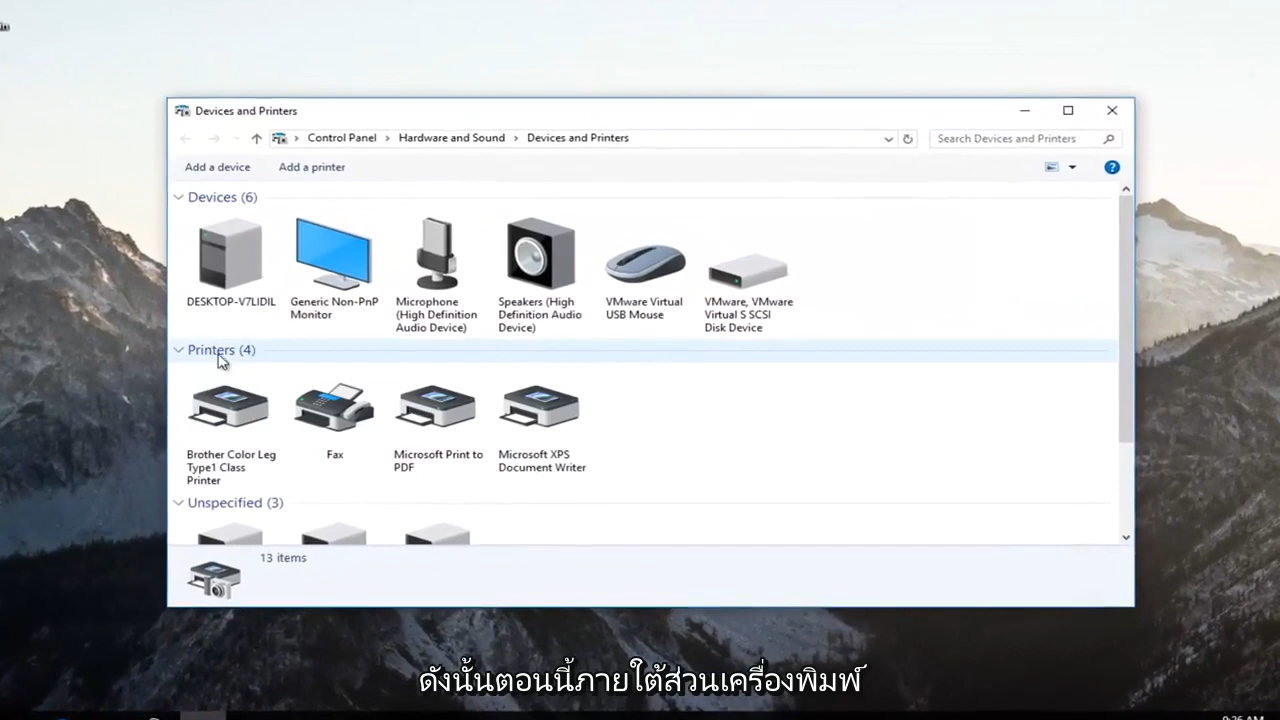 Devices and Printers
Control Panel > Hardware and Sound > Devices and Printers
Search Devices and Printers
Add a device
Add a printer
Devices (6)
DESKTOP-V7LIDIL
Generic Non-PnP
Monitor
Microphone
(High Definition
Audio Device)
Speakers (High
Definition Audio
Device)
VMware Virtual
USB Mouse
VMware, VMware
Virtual S SCSI
Disk Device
Printers (4)
Brother Color Leg
Type1 Class
Printer
Fax
Microsoft Print to
PDF
Microsoft XPS
Document Writer
Unspecified (3)
13 items
ดังนั้นตอนนี้ภายใต้ส่วนเครื่องพิมพ์